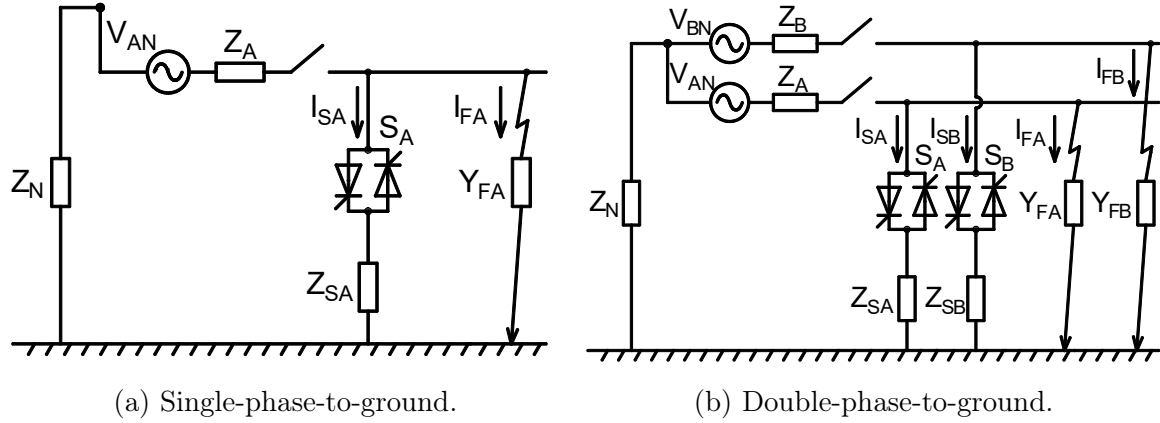 V_AN
Z_A
I_SA
S_A
I_FA
Z_N
Y_FA
Z_SA
(a) Single-phase-to-ground.
V_BN
Z_B
V_AN
Z_A
I_FB
I_SA
I_SB
I_FA
S_A
S_B
Z_N
Y_FA
Y_FB
Z_SA
Z_SB
(b) Double-phase-to-ground.